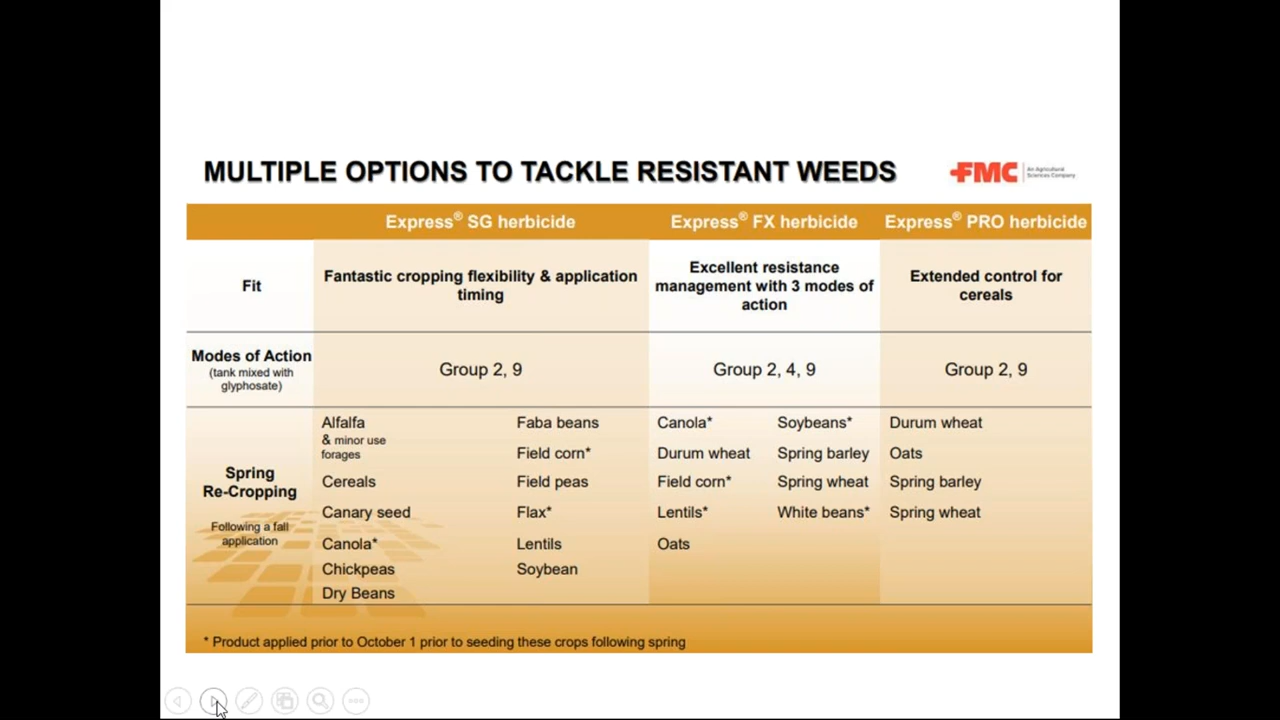 MULTIPLE OPTIONS TO TACKLE RESISTANT WEEDS
FMC An Agricultural
Sciences Company
Express® SG herbicide
Express® FX herbicide
Express® PRO herbicide
Fit
Fantastic cropping flexibility & application
timing
Excellent resistance
management with 3 modes of
action
Extended control for
cereals
Modes of Action
(tank mixed with
glyphosate)
Group 2, 9
Group 2, 4, 9
Group 2, 9
Spring
Re-Cropping
Following a fall
application
Alfalfa
& minor use
forages
Cereals
Canary seed
Canola*
Chickpeas
Dry Beans
Faba beans
Field corn*
Field peas
Flax*
Lentils
Soybean
Canola*
Durum wheat
Field corn*
Lentils*
Oats
Soybeans*
Spring barley
Spring wheat
White beans*
Durum wheat
Oats
Spring barley
Spring wheat
* Product applied prior to October 1 prior to seeding these crops following spring